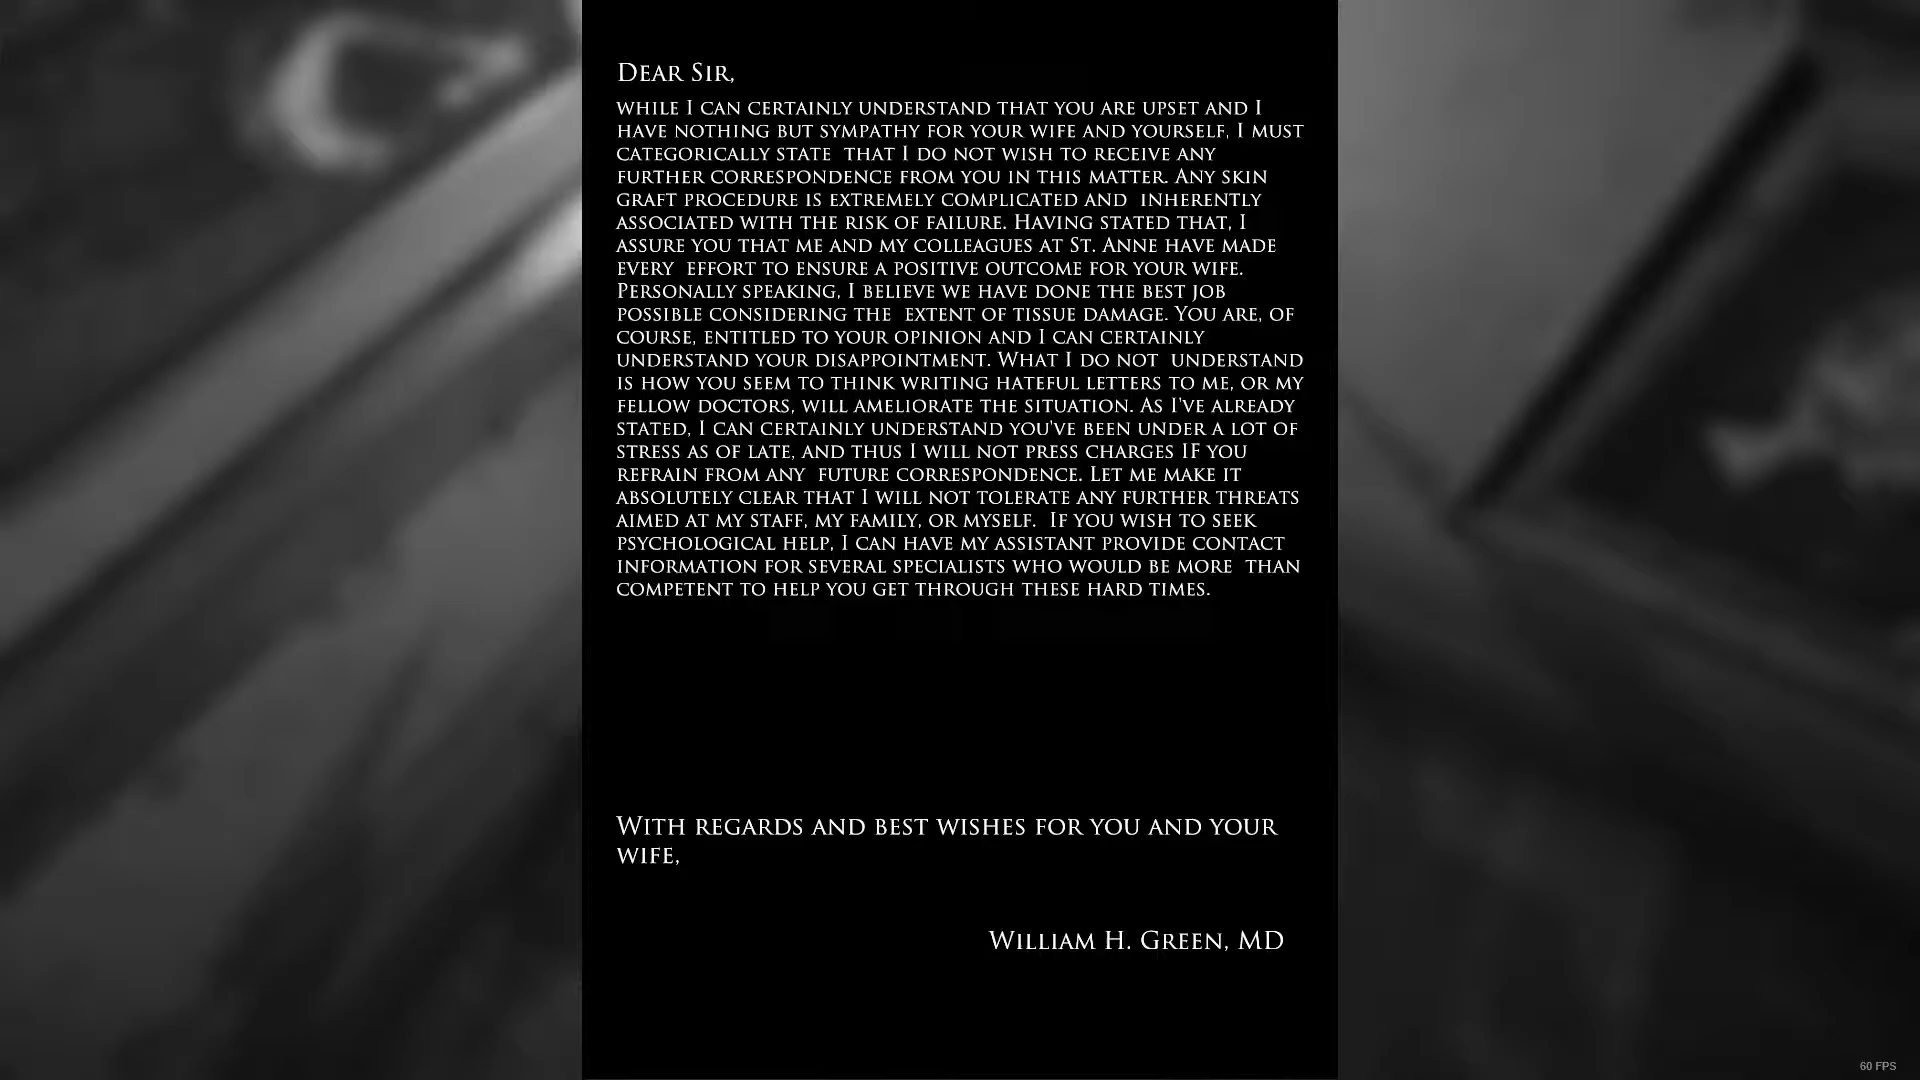 Dear Sir,
while I can certainly understand that you are upset and I
have nothing but sympathy for your wife and yourself, I must
categorically state that I do not wish to receive any
further correspondence from you in this matter. Any skin
graft procedure is extremely complicated and inherently
associated with the risk of failure. Having stated that, I
assure you that me and my colleagues at St. Anne have made
every effort to ensure a positive outcome for your wife.
Personally speaking, I believe we have done the best job
possible considering the extent of tissue damage. You are, of
course, entitled to your opinion and I can certainly
understand your disappointment. What I do not understand
is how you seem to think writing hateful letters to me, or my
fellow doctors, will ameliorate the situation. As I've already
stated, I can certainly understand you've been under a lot of
stress as of late, and thus I will not press charges IF you
refrain from any future correspondence. Let me make it
absolutely clear that I will not tolerate any further threats
aimed at my staff, my family, or myself. If you wish to seek
psychological help, I can have my assistant provide contact
information for several specialists who would be more than
competent to help you get through these hard times.
With regards and best wishes for you and your
wife,
William H. Green, MD
60 FPS